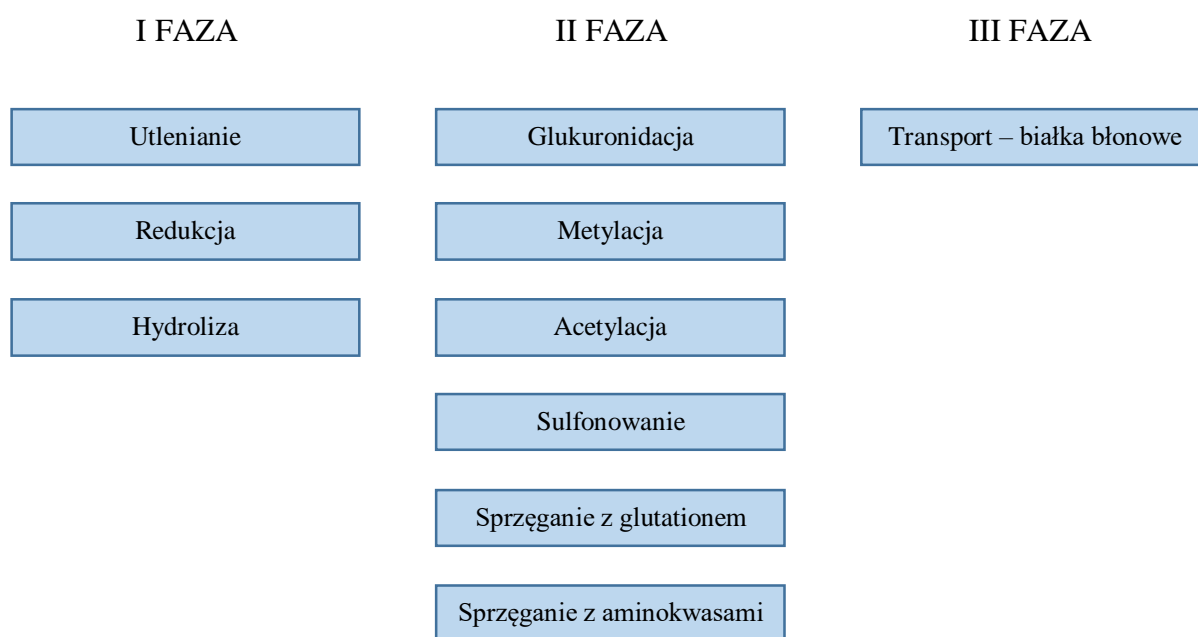 I FAZA
II FAZA
III FAZA
Utlenianie
Glukuronidacja
Transport – białka błonowe
Redukcja
Metylacja
Hydroliza
Acetylacja
Sulfonowanie
Sprzęganie z glutationem
Sprzęganie z aminokwasami